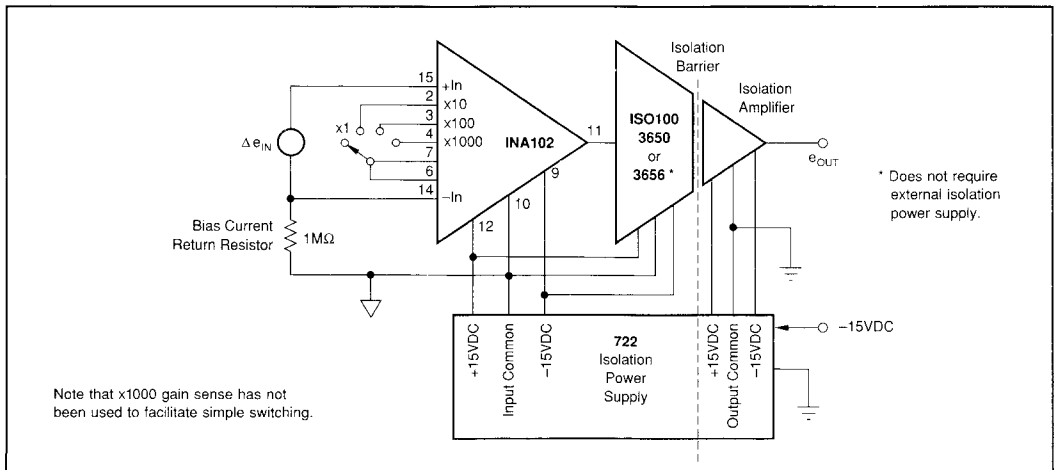 Isolation
Barrier
Isolation
Amplifier
15
+In
2
x10
3
x100
x1
4
x1000
7
6
14
–In
INA102
11
9
10
12
ISO100
3650
or
3656 *
Δ eIN
eOUT
* Does not require
external isolation
power supply.
Bias Current
Return Resistor
1MΩ
+15VDC
Input Common
–15VDC
722
Isolation
Power
Supply
+15VDC
Output Common
–15VDC
–15VDC
Note that x1000 gain sense has not
been used to facilitate simple switching.